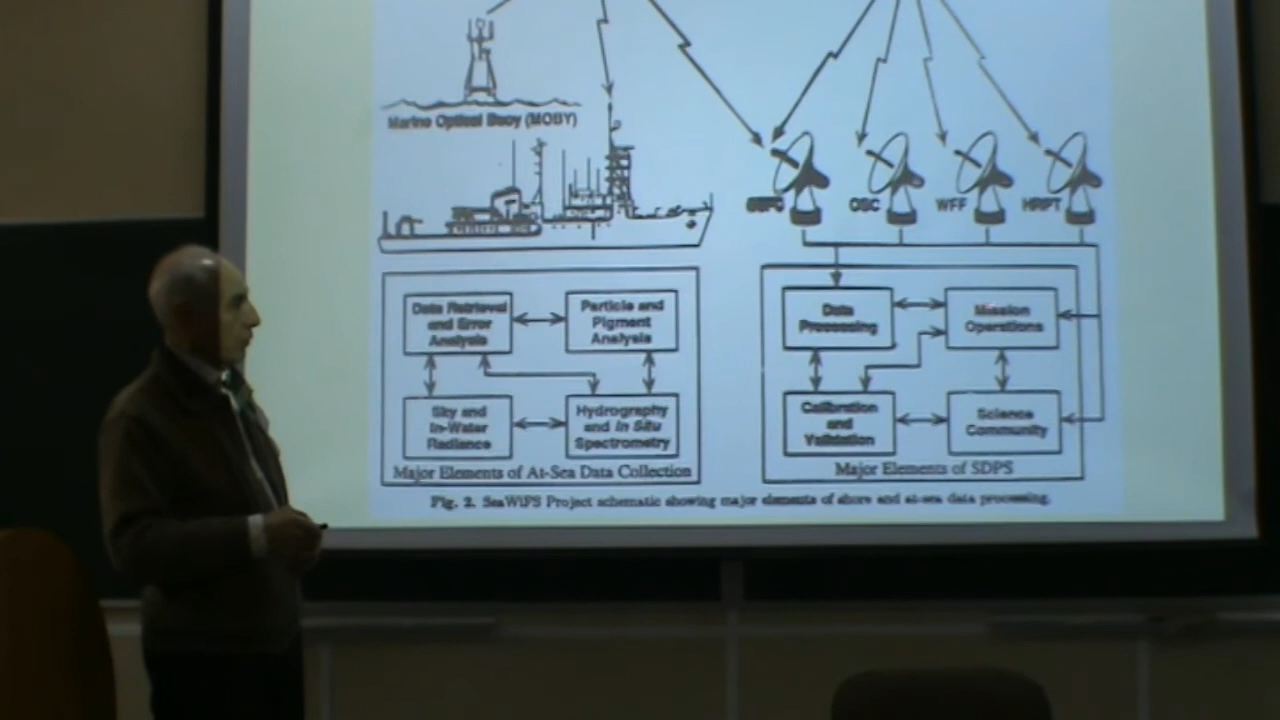 Marine Optical Buoy (MOBY)
OSC WFF HRPT
Data Retrieval
and Error
Analysis
Particle and
Pigment
Analysis
Sky and
In-Water
Radiance
Hydrography
and In Situ
Spectrometry
Major Elements of At-Sea Data Collection
Data
Processing
Mission
Operations
Calibration
and
Validation
Science
Community
Major Elements of SDPS
Fig. 2. SeaWiFS Project schematic showing major elements of shore and at-sea data processing.